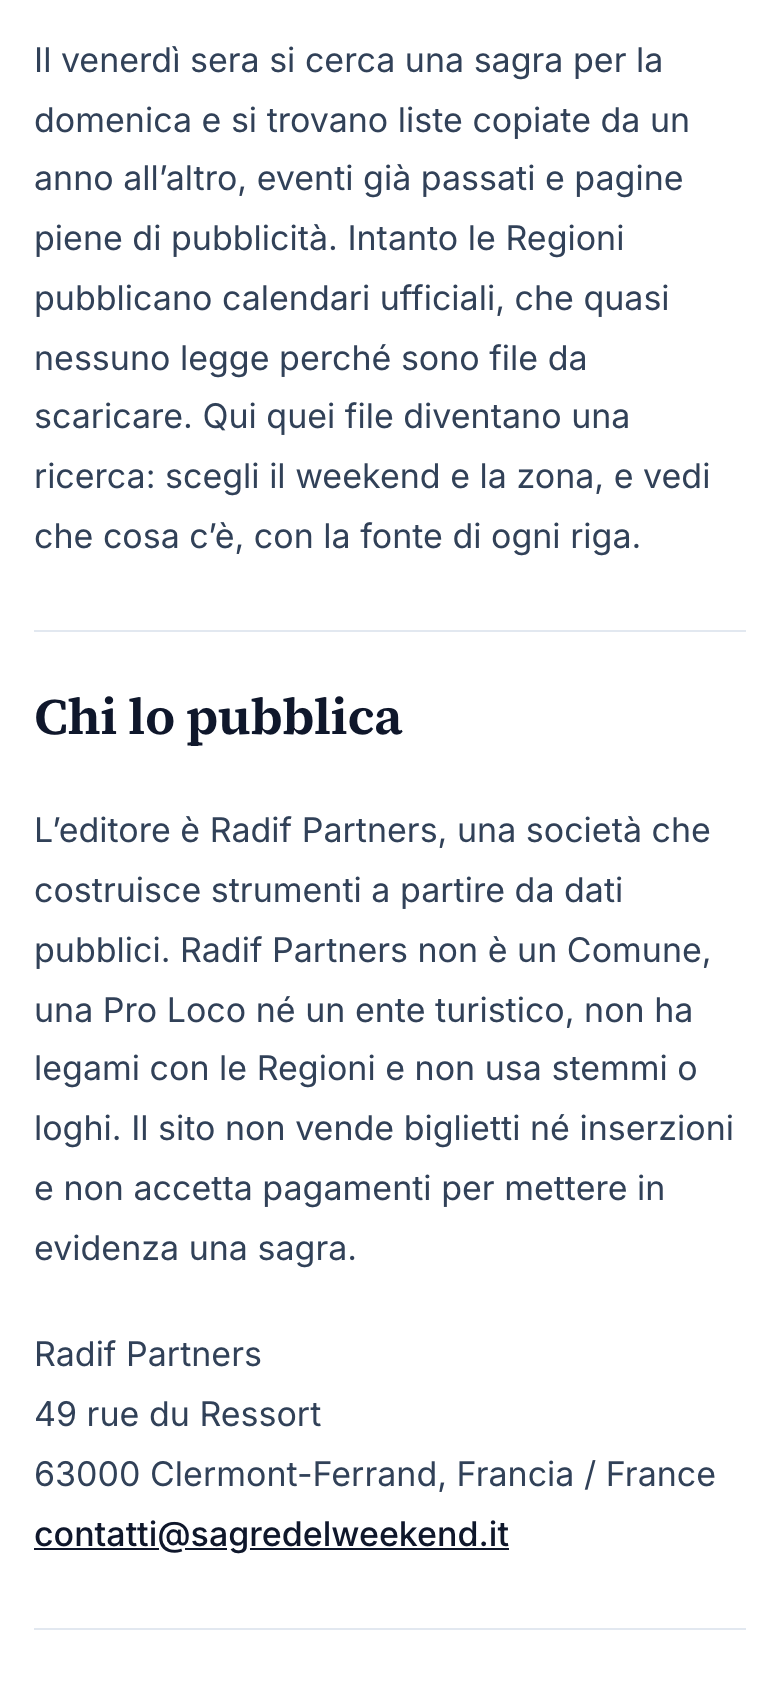 Il venerdì sera si cerca una sagra per la
domenica e si trovano liste copiate da un
anno all’altro, eventi già passati e pagine
piene di pubblicità. Intanto le Regioni
pubblicano calendari ufficiali, che quasi
nessuno legge perché sono file da
scaricare. Qui quei file diventano una
ricerca: scegli il weekend e la zona, e vedi
che cosa c’è, con la fonte di ogni riga.
Chi lo pubblica
L’editore è Radif Partners, una società che
costruisce strumenti a partire da dati
pubblici. Radif Partners non è un Comune,
una Pro Loco né un ente turistico, non ha
legami con le Regioni e non usa stemmi o
loghi. Il sito non vende biglietti né inserzioni
e non accetta pagamenti per mettere in
evidenza una sagra.
Radif Partners
49 rue du Ressort
63000 Clermont-Ferrand, Francia / France
contatti@sagredelweekend.it